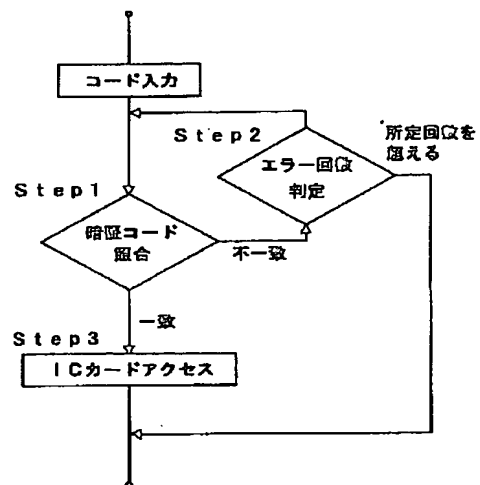 コード入力
Step2
所定回数を
超える
エラー回数
判定
Step1
暗証コード
照合
不一致
一致
Step3
ICカードアクセス